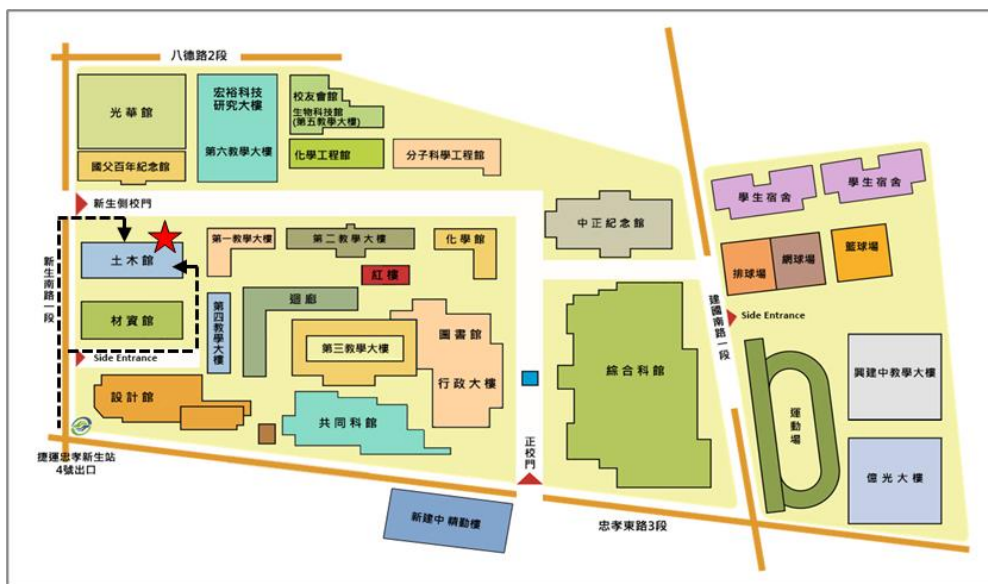 八德路2段
光華館
宏裕科技
研究大樓
第六教學大樓
校友會館
生物科技館
(第五教學大樓)
國父百年紀念館
化學工程館
分子科學工程館
新生側校門
土木館
第一教學大樓
第二教學大樓
化學館
中正紀念館
學生宿舍
學生宿舍
新生南路一段
材資館
第四教學大樓
紅樓
迴廊
圖書館
第三教學大樓
行政大樓
排球場
網球場
籃球場
建國南路一段
Side Entrance
Side Entrance
設計館
共同科館
綜合科館
正校門
運動場
興建中教學大樓
億光大樓
捷運忠孝新生站
4號出口
新建中精勤樓
忠孝東路3段